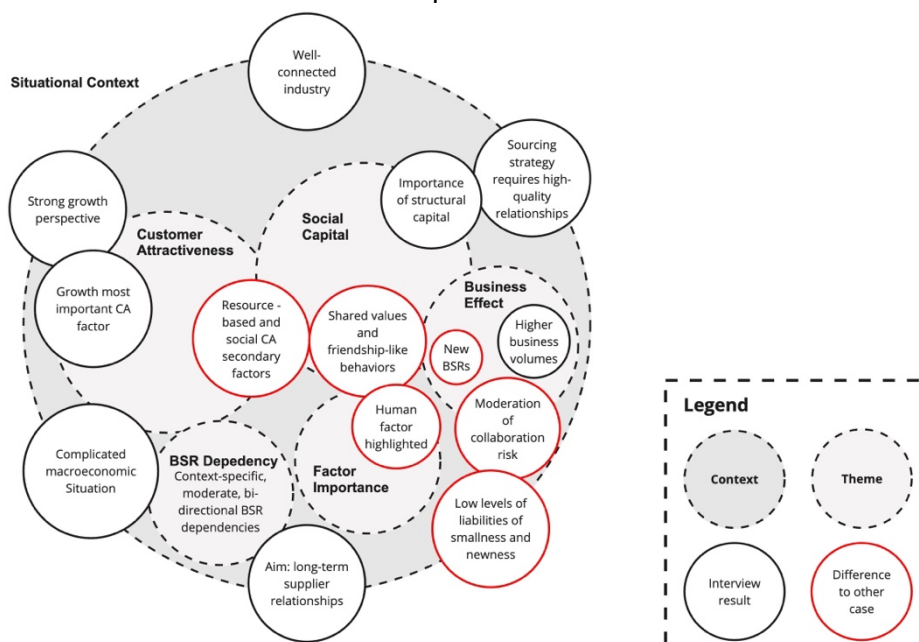 Well-
connected
industry
Situational Context
Sourcing
strategy
requires high-
quality
relationships
Importance
of structural
capital
Strong growth
perspective
Social
Capital
Customer
Attractiveness
Business
Effect
Growth most
important CA
factor
Resource -
based and
social CA
secondary
factors
Shared values
and
friendship-like
behaviors
New
BSRs
Higher
business
volumes
Human
factor
highlighted
Moderation
of
collaboration
risk
Complicated
macroeconomic
Situation
BSR Depedency
Context-specific,
moderate, bi-
directional BSR
dependencies
Factor
Importance
Low levels of
liabilities of
smallness and
newness
Aim: long-term
supplier
relationships
Legend
Context
Theme
Interview
result
Difference
to other
case